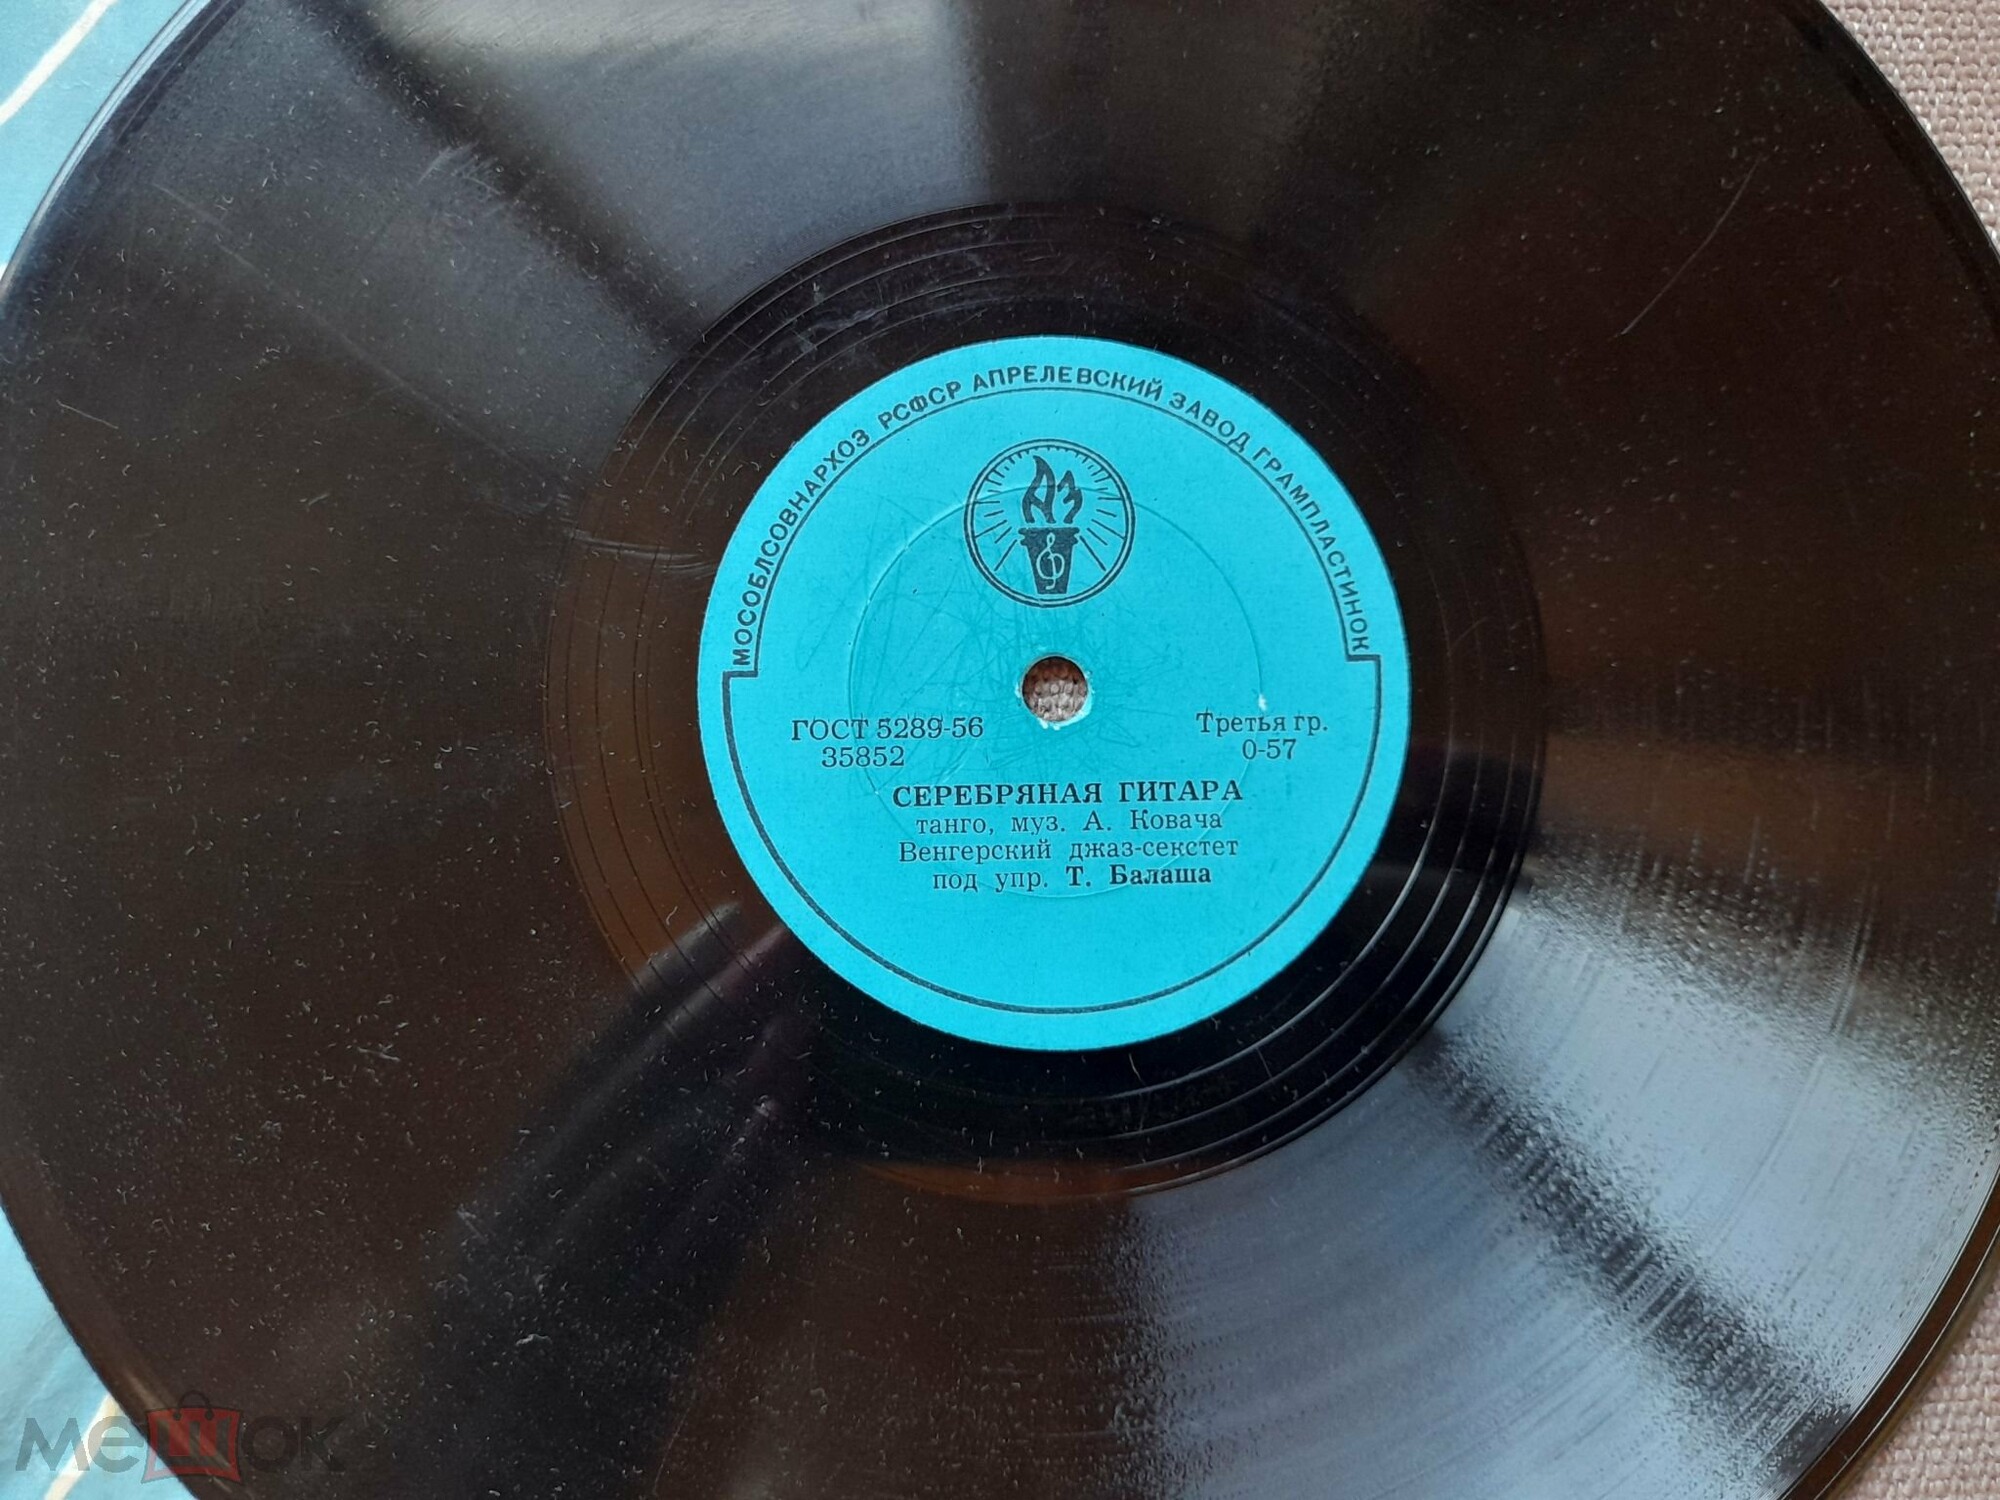 МОСОБЛСОВНАРХОЗ РСФСР АПРЕЛЕВСКИЙ ЗАВОД ГРАМПЛАСТИНОК
АЗ
ГОСТ 5289-56
35852
Третья гр.
0-57
СЕРЕБРЯНАЯ ГИТАРА
танго, муз. А. Ковача
Венгерский джаз-секстет
под упр. Т. Балаша
мешок